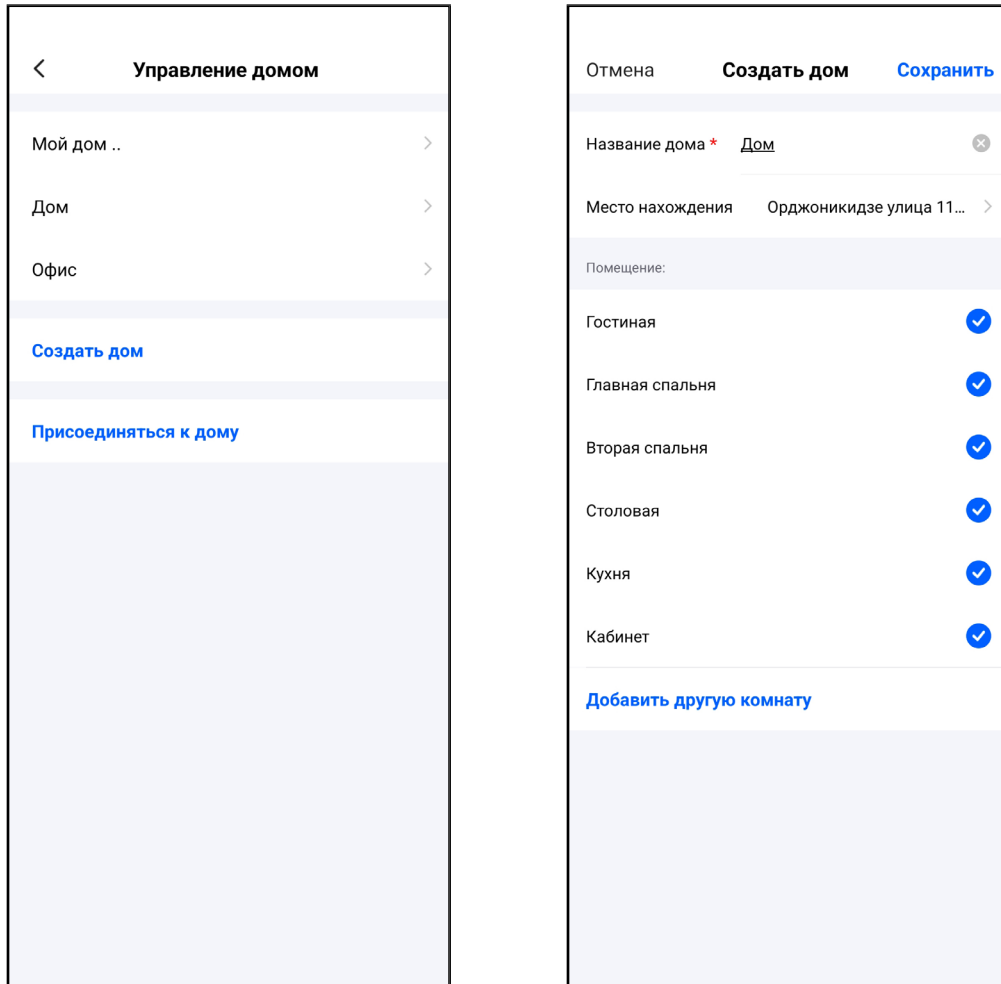 Управление домом
Мой дом ..
Дом
Офис
Создать дом
Присоединяться к дому
Отмена Создать дом Сохранить
Название дома * Дом
Место нахождения Орджоникидзе улица 11...
Помещение:
Гостиная
Главная спальня
Вторая спальня
Столовая
Кухня
Кабинет
Добавить другую комнату